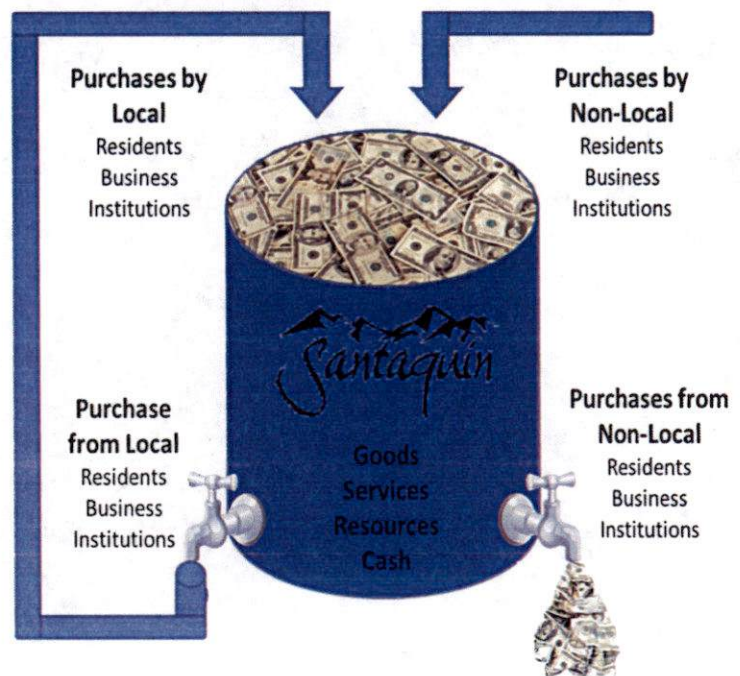 Purchases by
Local
Residents
Business
Institutions
Purchases by
Non-Local
Residents
Business
Institutions
Santaquin
Purchase
from Local
Residents
Business
Institutions
Goods
Services
Resources
Cash
Purchases from
Non-Local
Residents
Business
Institutions